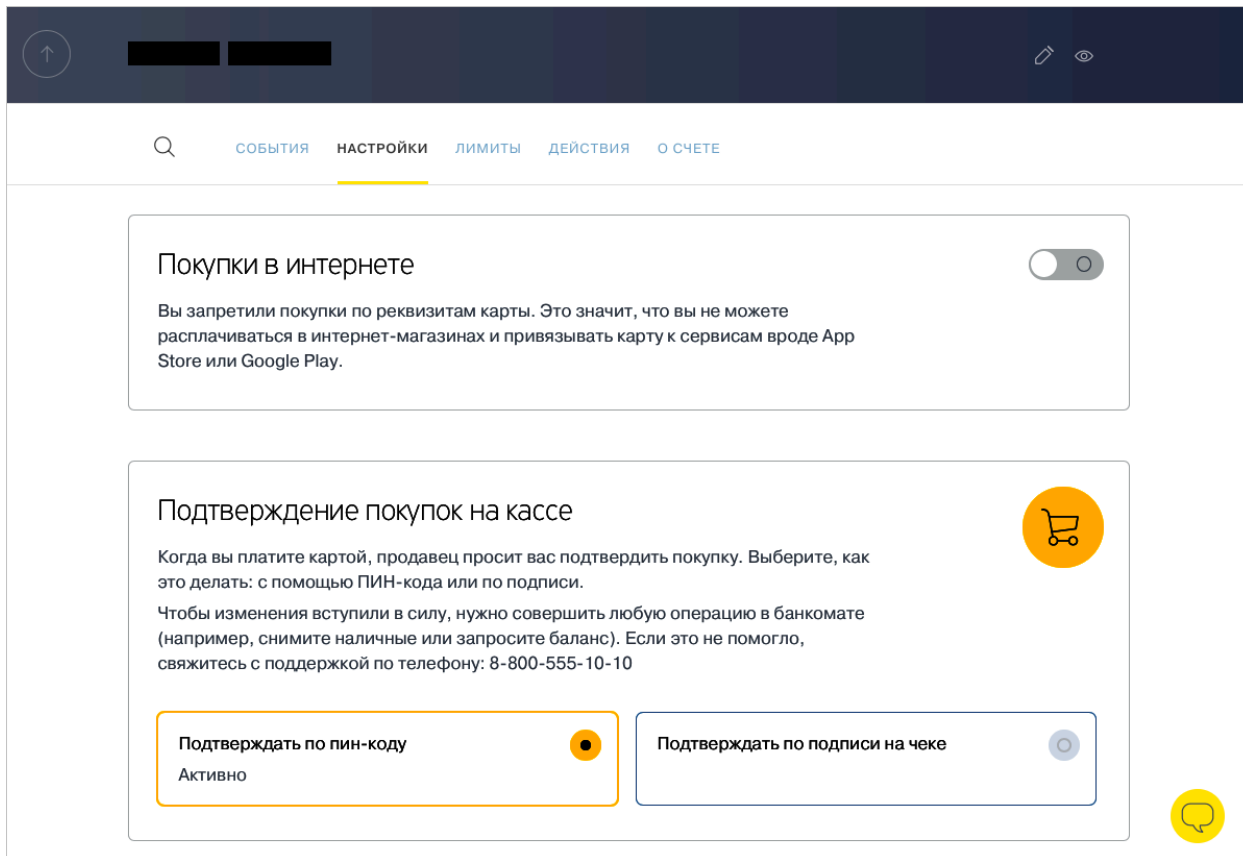 СОБЫТИЯ НАСТРОЙКИ ЛИМИТЫ ДЕЙСТВИЯ О СЧЕТЕ
Покупки в интернете
Вы запретили покупки по реквизитам карты. Это значит, что вы не можете
расплачиваться в интернет-магазинах и привязывать карту к сервисам вроде App
Store или Google Play.
Подтверждение покупок на кассе
Когда вы платите картой, продавец просит вас подтвердить покупку. Выберите, как
это делать: с помощью ПИН-кода или по подписи.
Чтобы изменения вступили в силу, нужно совершить любую операцию в банкомате
(например, снимите наличные или запросите баланс). Если это не помогло,
свяжитесь с поддержкой по телефону: 8-800-555-10-10
Подтверждать по пин-коду
Активно
Подтверждать по подписи на чеке